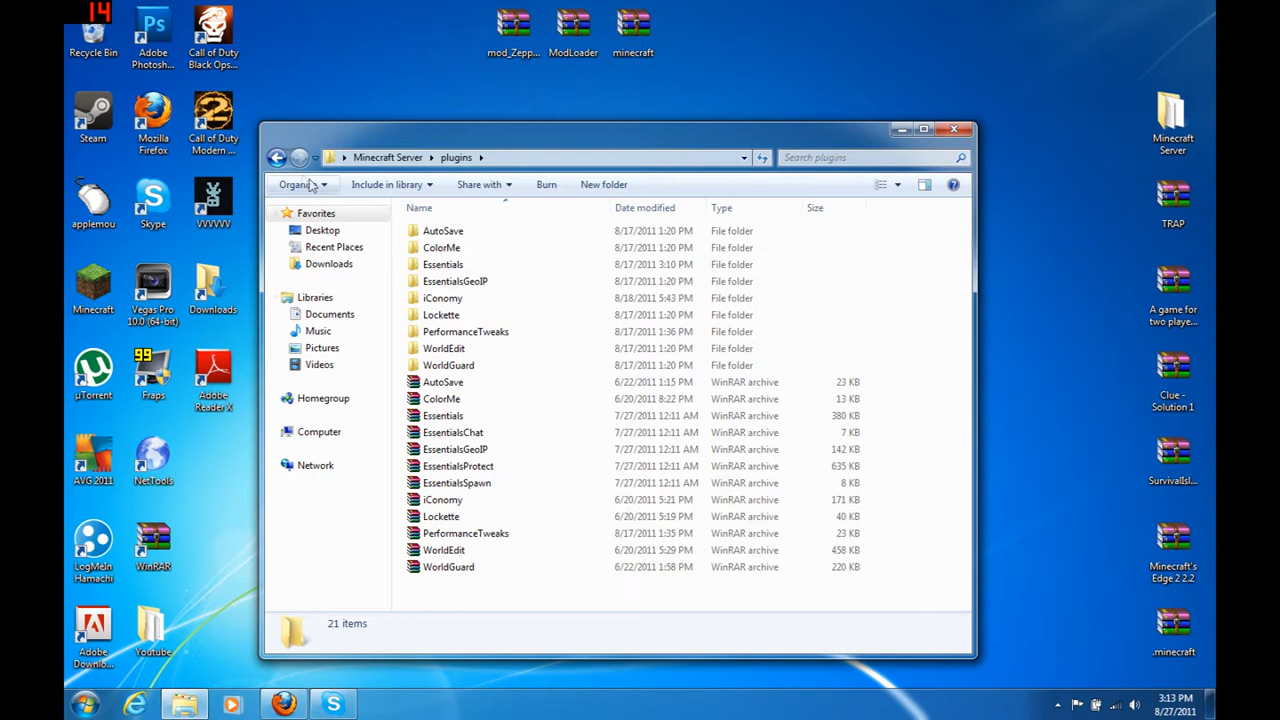 14
Recycle Bin
Adobe Photosh...
Call of Duty Black Ops...
mod_Zepp...
ModLoader
minecraft
Steam
Mozilla Firefox
Call of Duty Modern ...
applemou
Skype
VVVVVV
Minecraft
Vegas Pro 10.0 (64-bit)
Downloads
µTorrent
99
Fraps
Adobe Reader X
AVG 2011
NetTools
LogMeIn Hamachi
WinRAR
Adobe Downlo...
Youtube
Minecraft Server
TRAP
A game for two playe...
Clue - Solution 1
SurvivalIsl...
Minecraft's Edge 2 2.2
.minecraft
Minecraft Server plugins
Search plugins
Organize Include in library Share with Burn New folder
Favorites
Desktop
Recent Places
Downloads
Libraries
Documents
Music
Pictures
Videos
Homegroup
Computer
Network
Name Date modified Type Size
AutoSave 8/17/2011 1:20 PM File folder
ColorMe 8/17/2011 1:20 PM File folder
Essentials 8/17/2011 3:10 PM File folder
EssentialsGeoIP 8/17/2011 1:20 PM File folder
iConomy 8/18/2011 5:43 PM File folder
Lockette 8/17/2011 1:20 PM File folder
PerformanceTweaks 8/17/2011 1:36 PM File folder
WorldEdit 8/17/2011 1:20 PM File folder
WorldGuard 8/17/2011 1:20 PM File folder
AutoSave 6/22/2011 1:15 PM WinRAR archive 23 KB
ColorMe 6/20/2011 8:22 PM WinRAR archive 13 KB
Essentials 7/27/2011 12:11 AM WinRAR archive 380 KB
EssentialsChat 7/27/2011 12:11 AM WinRAR archive 7 KB
EssentialsGeoIP 7/27/2011 12:11 AM WinRAR archive 142 KB
EssentialsProtect 7/27/2011 12:11 AM WinRAR archive 635 KB
EssentialsSpawn 7/27/2011 12:11 AM WinRAR archive 8 KB
iConomy 6/20/2011 5:21 PM WinRAR archive 171 KB
Lockette 6/20/2011 5:19 PM WinRAR archive 40 KB
PerformanceTweaks 8/17/2011 1:35 PM WinRAR archive 23 KB
WorldEdit 6/20/2011 5:29 PM WinRAR archive 458 KB
WorldGuard 6/22/2011 1:58 PM WinRAR archive 220 KB
21 items
3:13 PM
8/27/2011